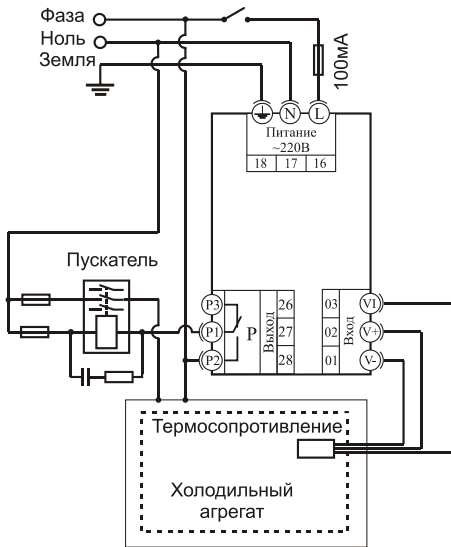 Фаза
Ноль
Земля
100мА
N
L
Питание
~220В
18 17 16
Пускатель
P3
P1
P2
P
Выход
26
27
28
03
02
01
Вход
VI
V+
V-
Термосопротивление
Холодильный
агрегат